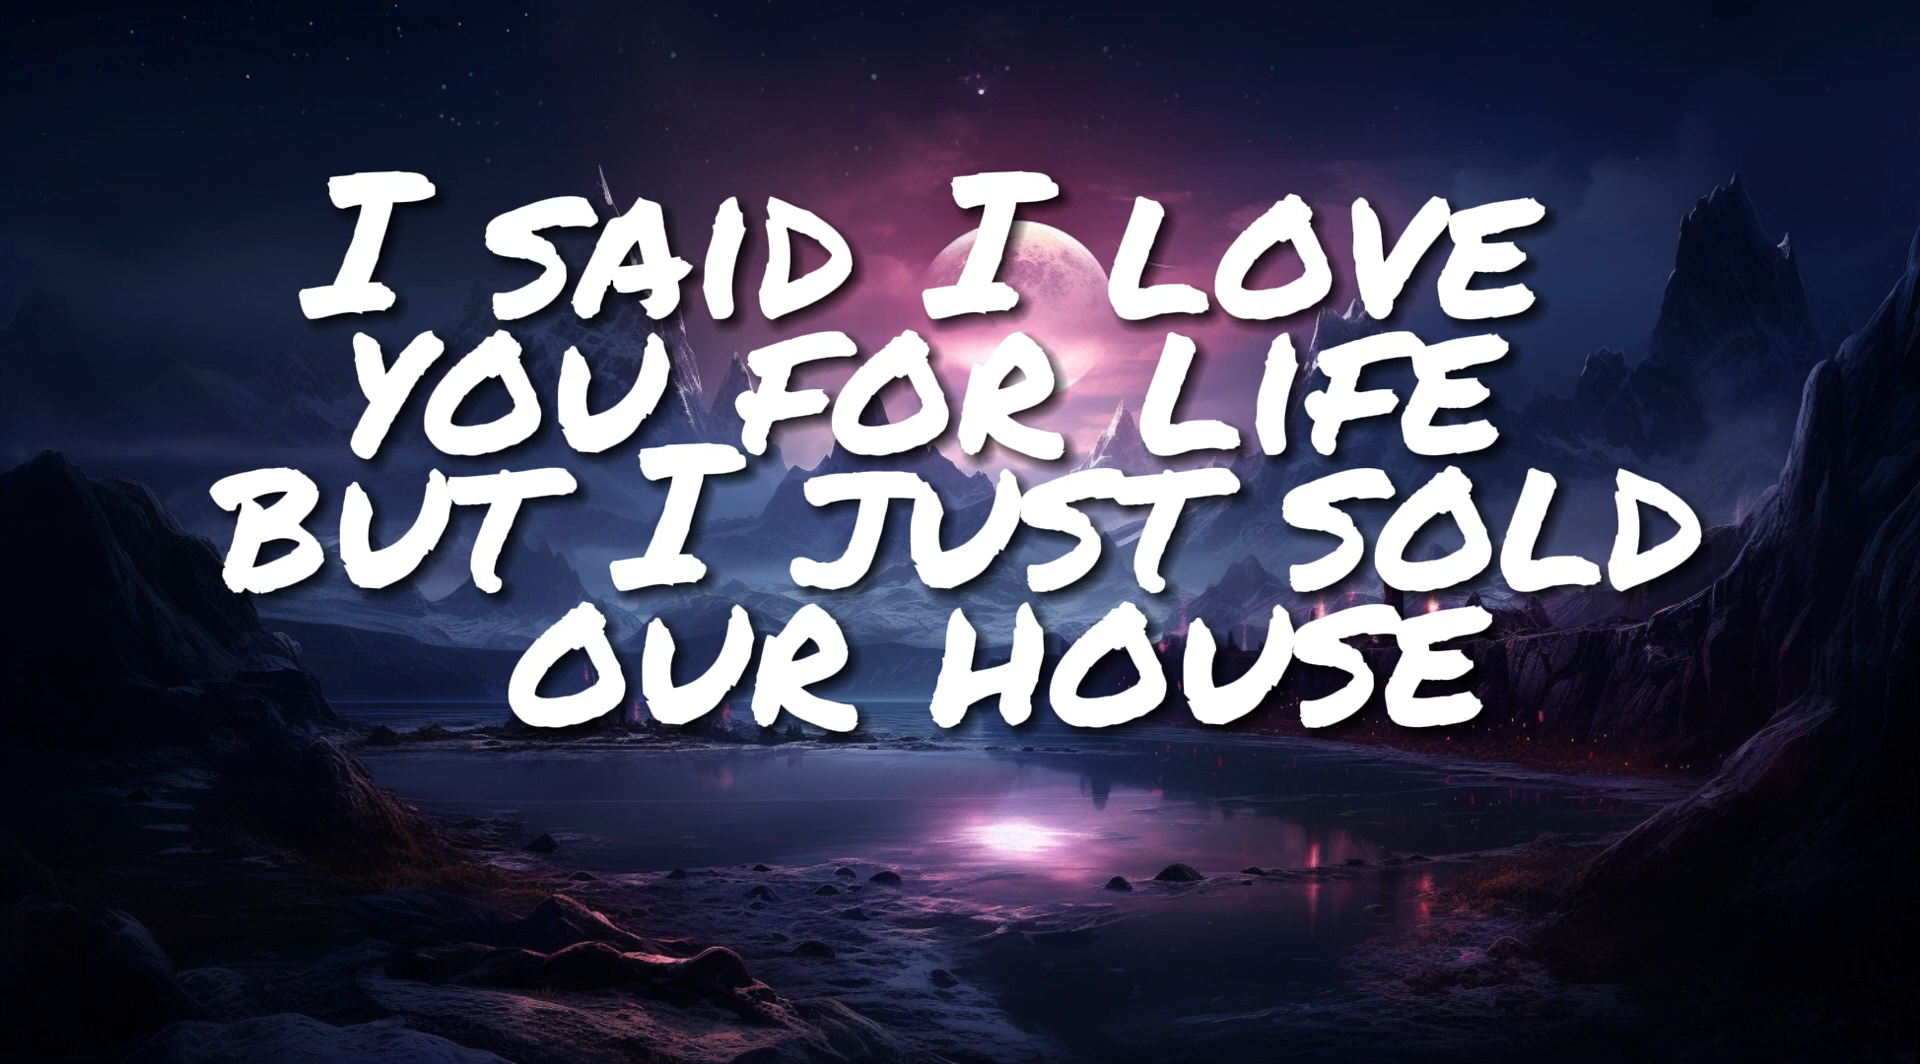 I SAID I LOVE
YOU FOR LIFE
BUT I JUST SOLD
OUR HOUSE